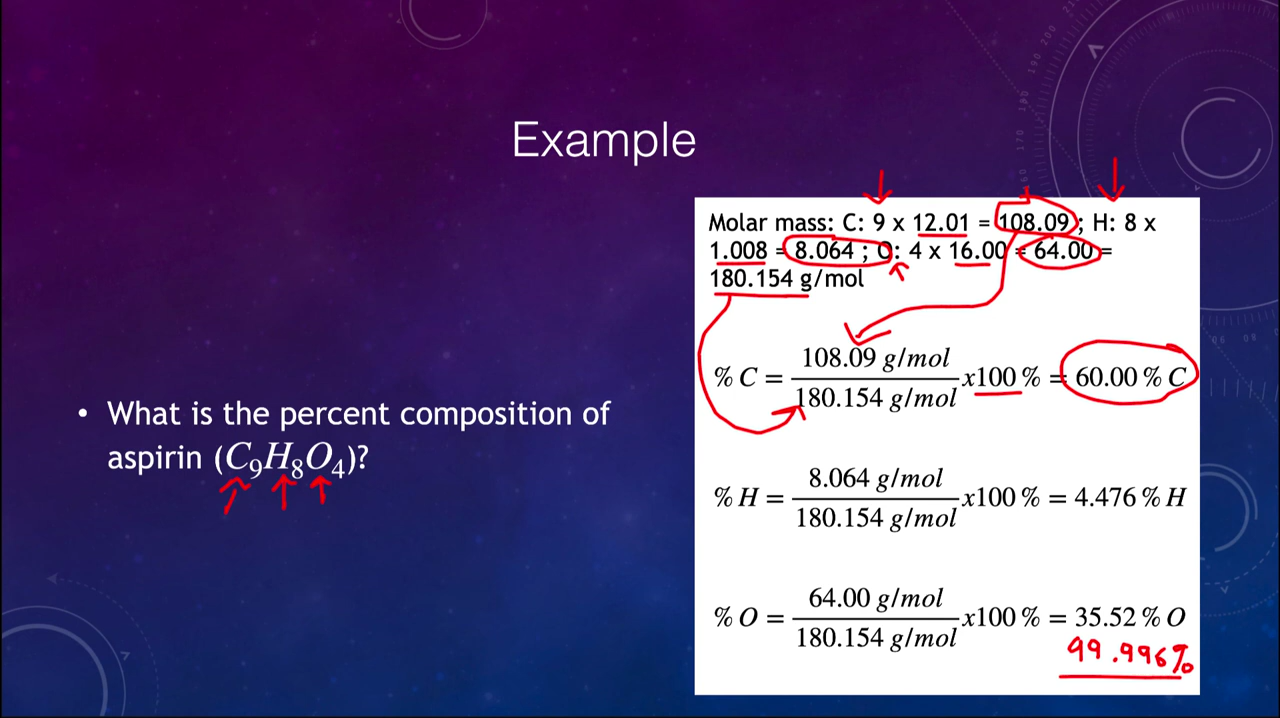 Example
• What is the percent composition of
aspirin (C₉H₈O₄)?
Molar mass: C: 9 x 12.01 = 108.09 ; H: 8 x
1.008 = 8.064 ; O: 4 x 16.00 = 64.00 =
180.154 g/mol
% C = 108.09 g/mol / 180.154 g/mol x100 % = 60.00 % C
% H = 8.064 g/mol / 180.154 g/mol x100 % = 4.476 % H
% O = 64.00 g/mol / 180.154 g/mol x100 % = 35.52 % O
99.996%